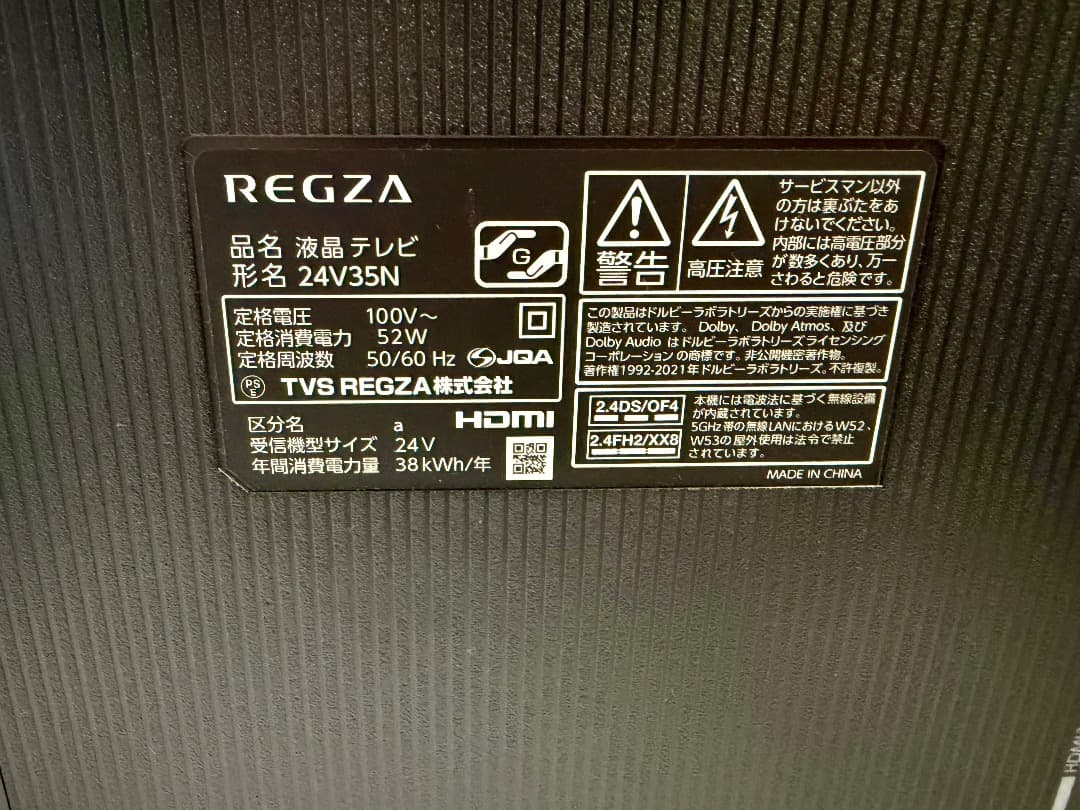 REGZA
品名 液晶テレビ
形名 24V35N
G
定格電圧 100V～
定格消費電力 52W
定格周波数 50/60 Hz JQA
PS
E
TVS REGZA株式会社
区分名 a HDMI
受信機型サイズ 24V
年間消費電力量 38kWh/年
警告
高圧注意
サービスマン以外
の方は裏ぶたをあ
けないでください。
内部には高電圧部分
が数多くあり、万一
さわると危険です。
この製品はドルビーラボラトリーズからの実施権に基づき
製造されています。 Dolby、 Dolby Atmos、及び
Dolby Audio はドルビーラボラトリーズライセンシング
コーポレーションの商標です。非公開機密著作物。
著作権1992-2021年ドルビーラボラトリーズ。不許複製。
2.4DS/OF4
2.4FH2/XX8
本機には電波法に基づく無線設備
が内蔵されています。
5GHz帯の無線LANにおけるW52、
W53の屋外使用は法令で禁止
されています。
MADE IN CHINA